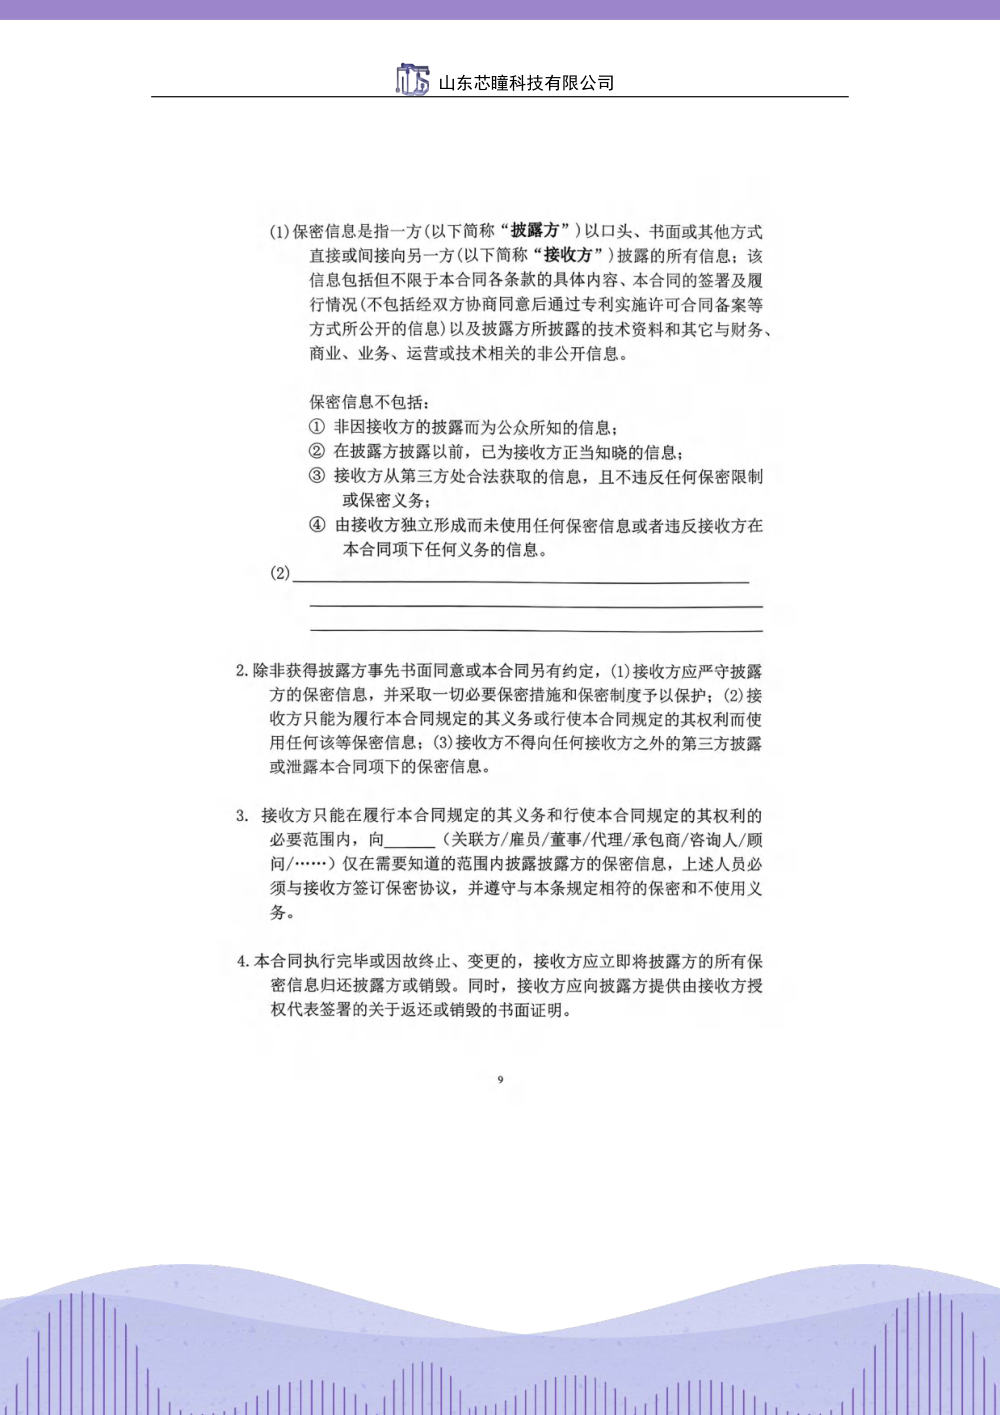 山东芯瞳科技有限公司
(1)保密信息是指一方(以下简称“披露方”)以口头、书面或其他方式
直接或间接向另一方(以下简称“接收方”)披露的所有信息；该
信息包括但不限于本合同各条款的具体内容、本合同的签署及履
行情况(不包括经双方协商同意后通过专利实施许可合同备案等
方式所公开的信息)以及披露方所披露的技术资料和其它与财务、
商业、业务、运营或技术相关的非公开信息。
保密信息不包括：
① 非因接收方的披露而为公众所知的信息；
② 在披露方披露以前，已为接收方正当知晓的信息；
③ 接收方从第三方处合法获取的信息，且不违反任何保密限制
或保密义务；
④ 由接收方独立形成而未使用任何保密信息或者违反接收方在
本合同项下任何义务的信息。
(2)
2.除非获得披露方事先书面同意或本合同另有约定，(1)接收方应严守披露
方的保密信息，并采取一切必要保密措施和保密制度予以保护；(2)接
收方只能为履行本合同规定的其义务或行使本合同规定的其权利而使
用任何该等保密信息；(3)接收方不得向任何接收方之外的第三方披露
或泄露本合同项下的保密信息。
3. 接收方只能在履行本合同规定的其义务和行使本合同规定的其权利的
必要范围内，向______（关联方/雇员/董事/代理/承包商/咨询人/顾
问/……）仅在需要知道的范围内披露披露方的保密信息，上述人员必
须与接收方签订保密协议，并遵守与本条规定相符的保密和不使用义
务。
4.本合同执行完毕或因故终止、变更的，接收方应立即将披露方的所有保
密信息归还披露方或销毁。同时，接收方应向披露方提供由接收方授
权代表签署的关于返还或销毁的书面证明。
9